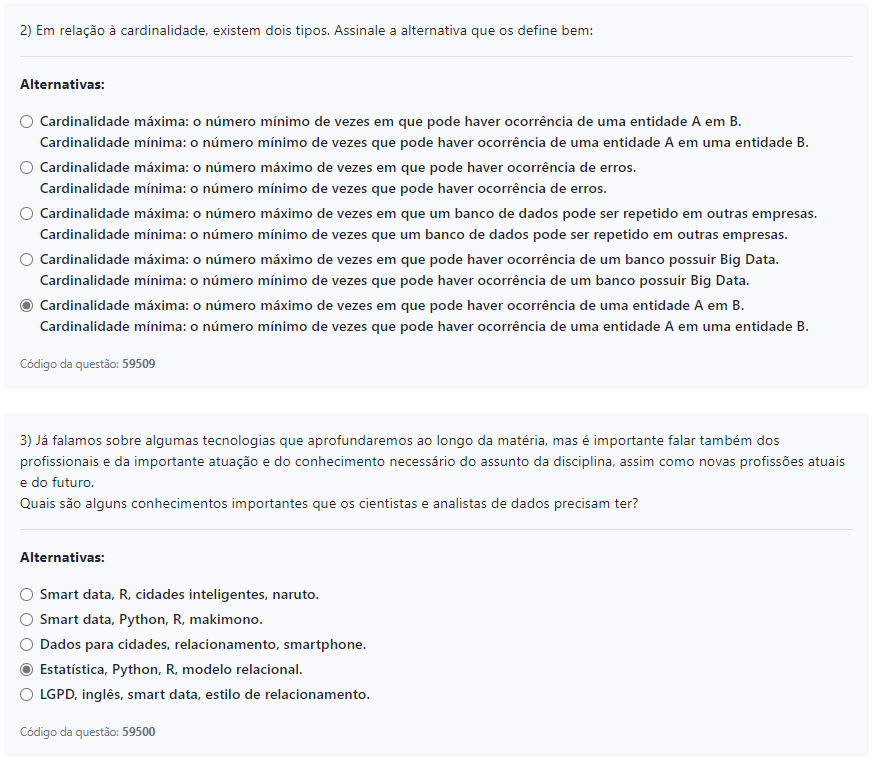 2) Em relação à cardinalidade, existem dois tipos. Assinale a alternativa que os define bem:
Alternativas:
Cardinalidade máxima: o número mínimo de vezes em que pode haver ocorrência de uma entidade A em B.
Cardinalidade mínima: o número mínimo de vezes que pode haver ocorrência de uma entidade A em uma entidade B.
Cardinalidade máxima: o número máximo de vezes em que pode haver ocorrência de erros.
Cardinalidade mínima: o número mínimo de vezes que pode haver ocorrência de erros.
Cardinalidade máxima: o número máximo de vezes em que um banco de dados pode ser repetido em outras empresas.
Cardinalidade mínima: o número mínimo de vezes que um banco de dados pode ser repetido em outras empresas.
Cardinalidade máxima: o número máximo de vezes em que pode haver ocorrência de um banco possuir Big Data.
Cardinalidade mínima: o número mínimo de vezes que pode haver ocorrência de um banco possuir Big Data.
Cardinalidade máxima: o número máximo de vezes em que pode haver ocorrência de uma entidade A em B.
Cardinalidade mínima: o número mínimo de vezes que pode haver ocorrência de uma entidade A em uma entidade B.
Código da questão: 59509
3) Já falamos sobre algumas tecnologias que aprofundaremos ao longo da matéria, mas é importante falar também dos
profissionais e da importante atuação e do conhecimento necessário do assunto da disciplina, assim como novas profissões atuais
e do futuro.
Quais são alguns conhecimentos importantes que os cientistas e analistas de dados precisam ter?
Alternativas:
Smart data, R, cidades inteligentes, naruto.
Smart data, Python, R, makimono.
Dados para cidades, relacionamento, smartphone.
Estatística, Python, R, modelo relacional.
LGPD, inglês, smart data, estilo de relacionamento.
Código da questão: 59500